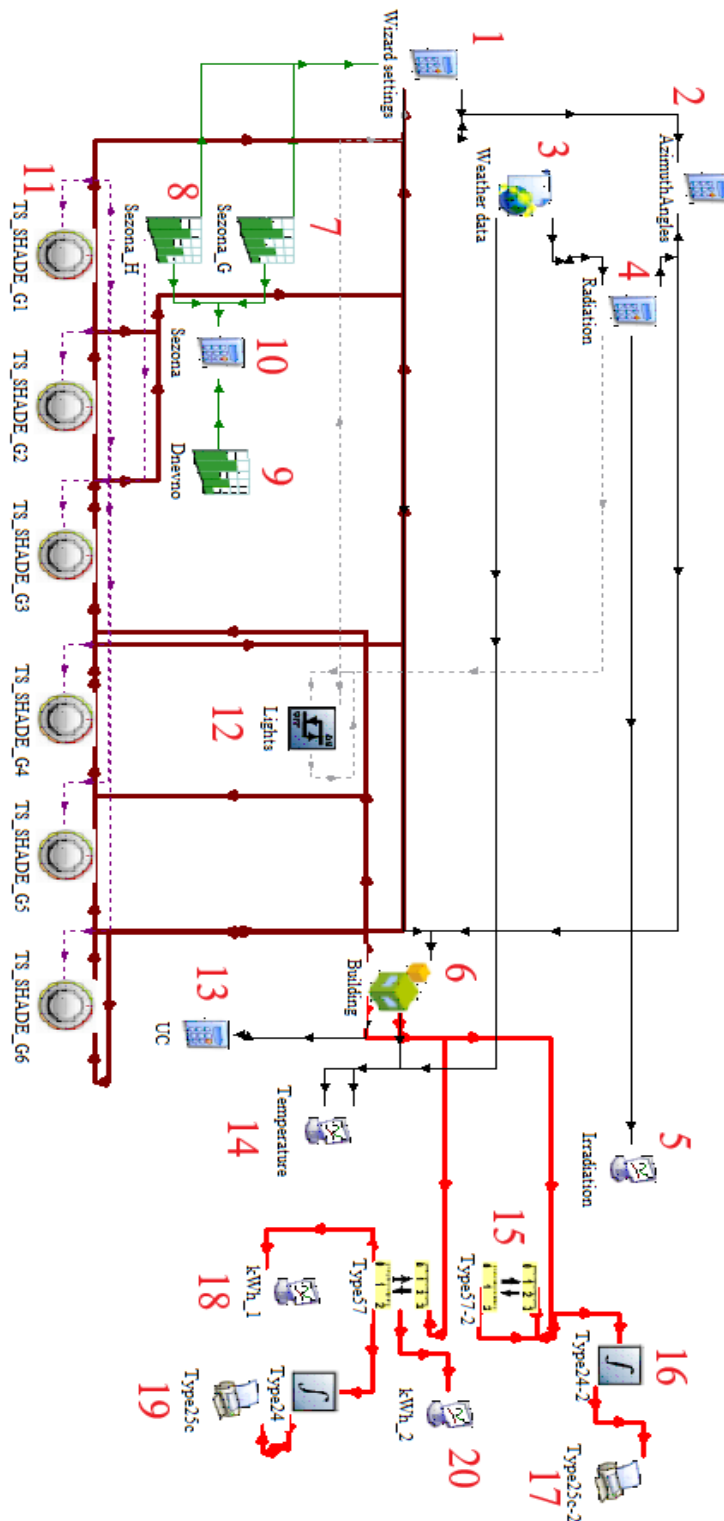 1
Wizard settings
2
AzimuthAngles
3
Weather data
4
Radiation
5
Irradiation
6
Building
7
Sezona_G
8
Sezona_H
9
Dnevno
10
Sezona
11
TS_SHADE_G1
TS_SHADE_G2
TS_SHADE_G3
TS_SHADE_G4
TS_SHADE_G5
TS_SHADE_G6
12
Lights
13
UC
14
Temperature
15
Type57-2
16
Type24-2
17
Type25c-2
Type57
18
kWh_1
Type24
19
Type25c
20
kWh_2